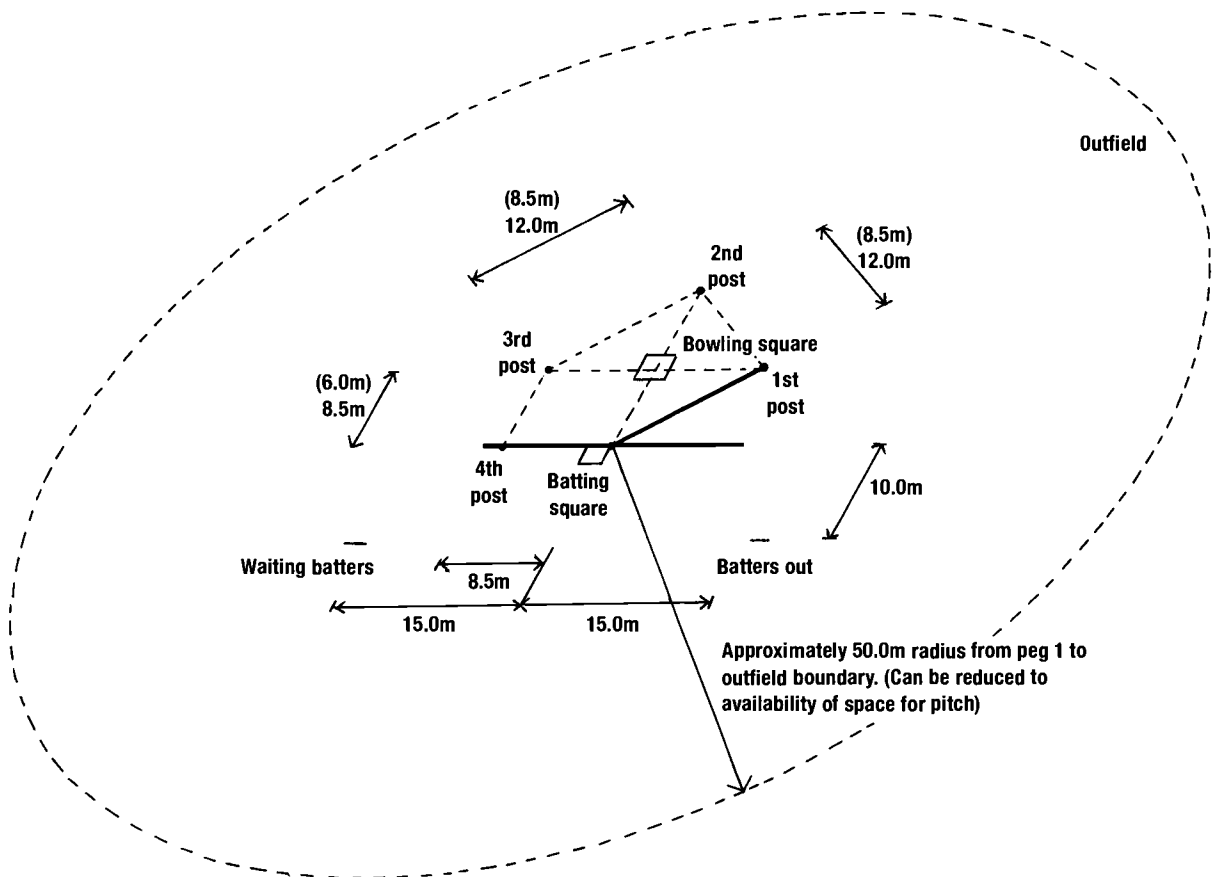 Outfield
(8.5m)
12.0m
(8.5m)
12.0m
2nd
post
3rd
post
Bowling square
1st
post
(6.0m)
8.5m
4th
post
Batting
square
10.0m
Waiting batters
8.5m
Batters out
15.0m
15.0m
Approximately 50.0m radius from peg 1 to
outfield boundary. (Can be reduced to
availability of space for pitch)